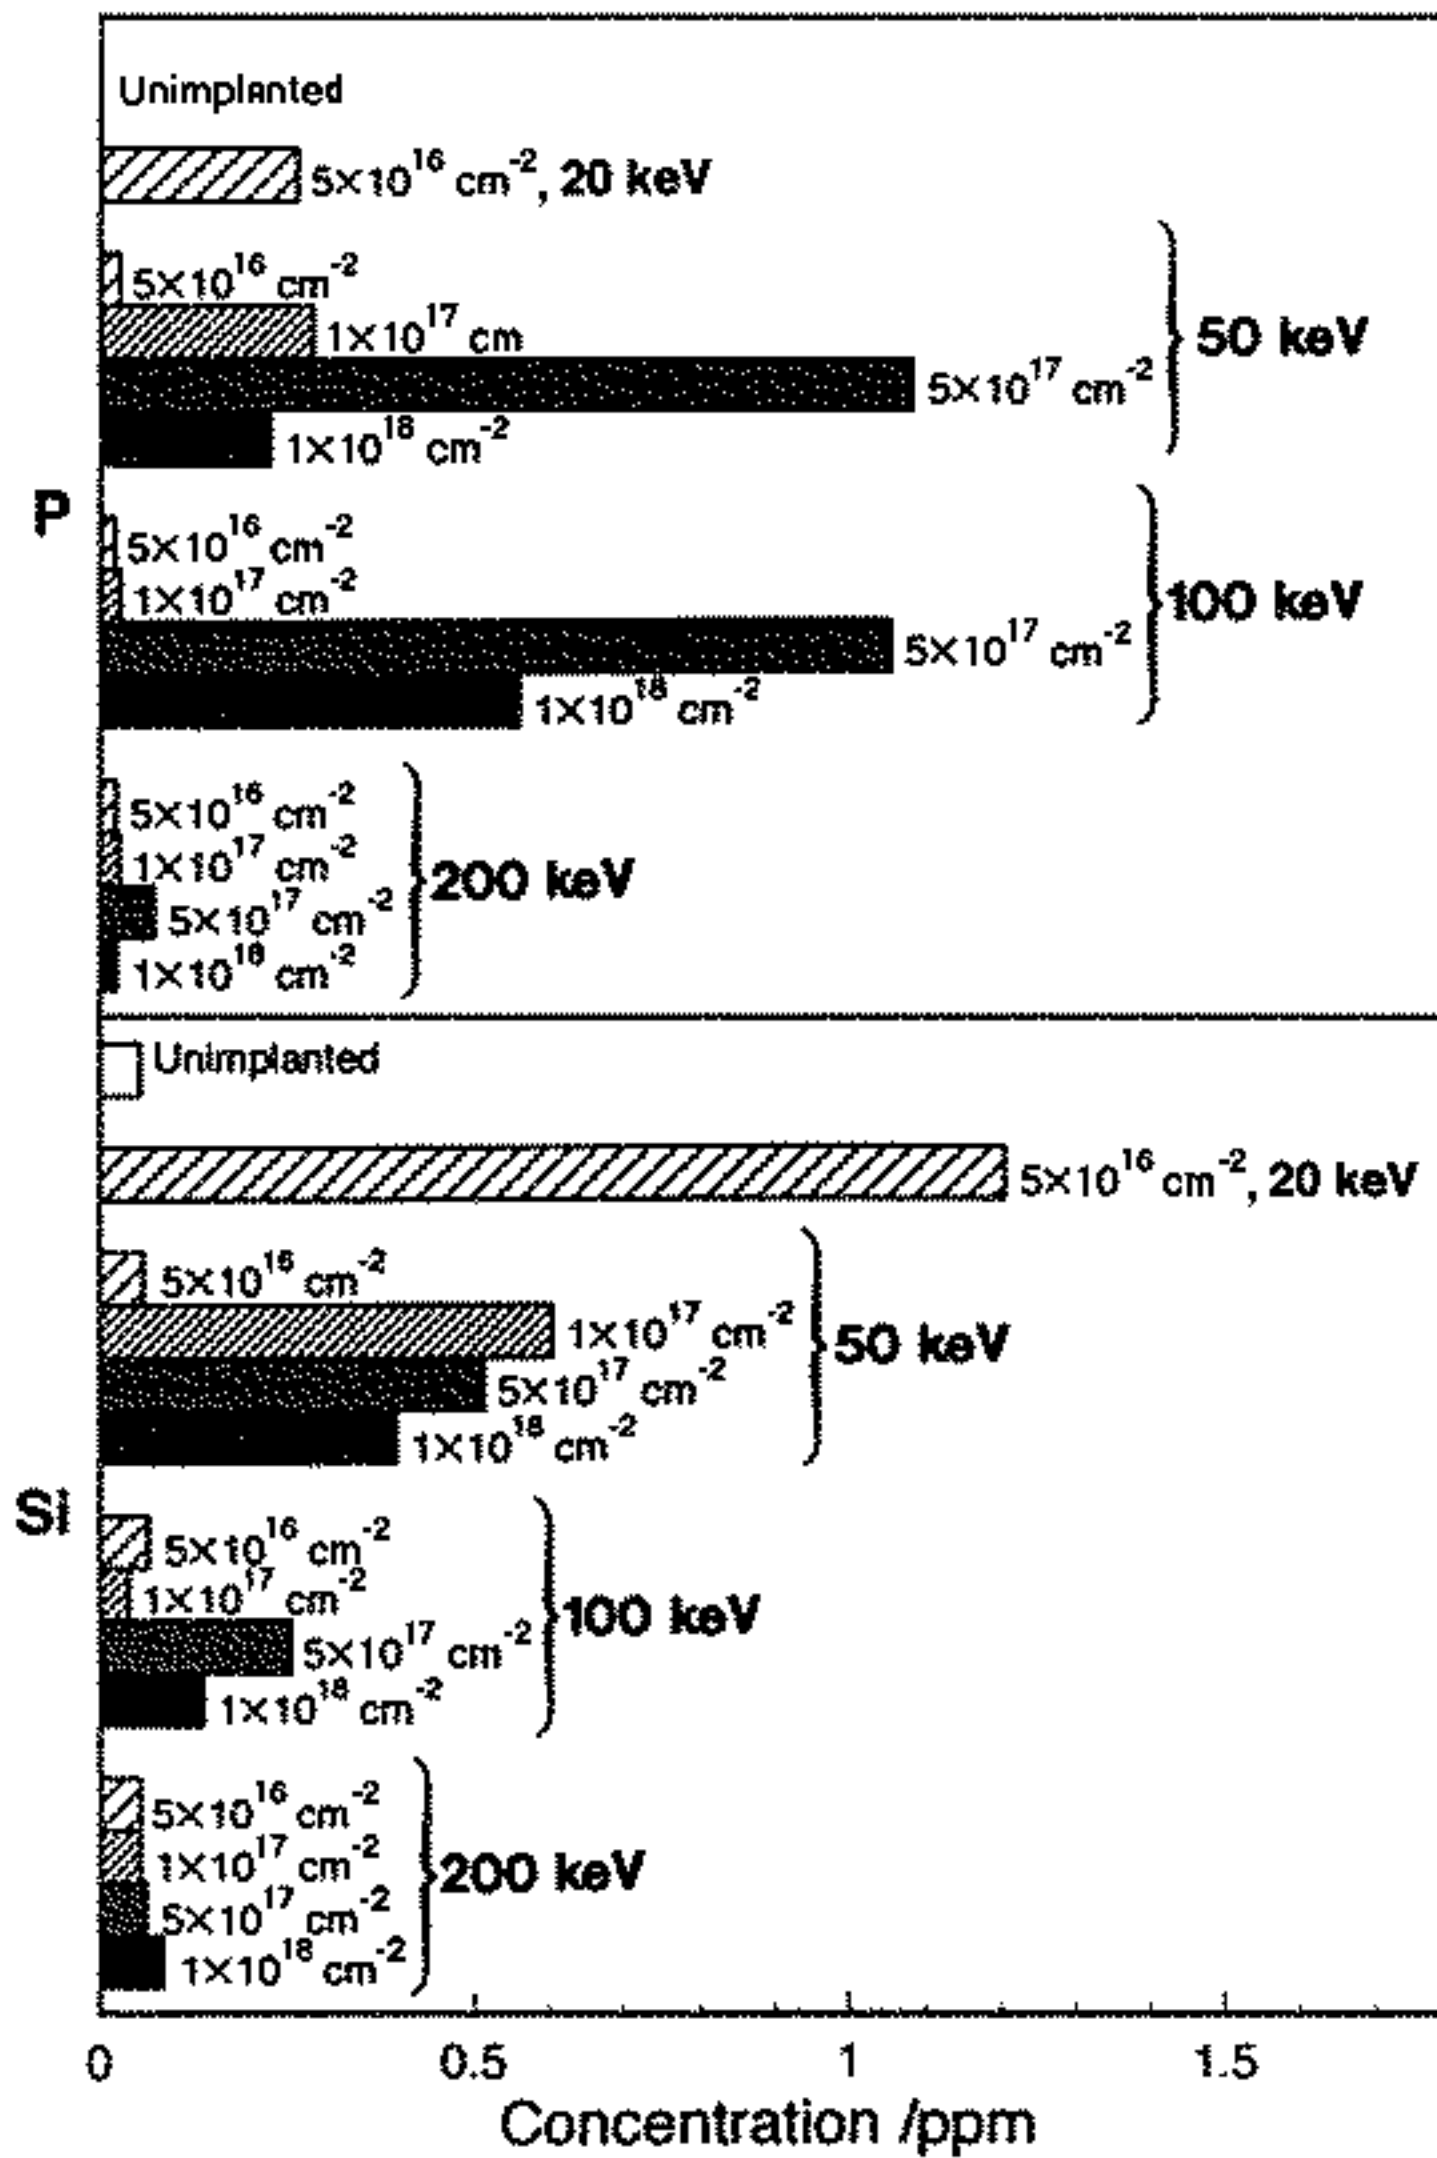 Unimplanted
5×10¹⁶ cm⁻², 20 keV
5×10¹⁶ cm⁻²
1×10¹⁷ cm
5×10¹⁷ cm⁻²
1×10¹⁸ cm⁻²
50 keV
P
5×10¹⁶ cm⁻²
1×10¹⁷ cm⁻²
5×10¹⁷ cm⁻²
1×10¹⁸ cm⁻²
100 keV
5×10¹⁶ cm⁻²
1×10¹⁷ cm⁻²
5×10¹⁷ cm⁻²
1×10¹⁸ cm⁻²
200 keV
Unimplanted
5×10¹⁶ cm⁻², 20 keV
5×10¹⁶ cm⁻²
1×10¹⁷ cm⁻²
5×10¹⁷ cm⁻²
1×10¹⁸ cm⁻²
50 keV
Si
5×10¹⁶ cm⁻²
1×10¹⁷ cm⁻²
5×10¹⁷ cm⁻²
1×10¹⁸ cm⁻²
100 keV
5×10¹⁶ cm⁻²
1×10¹⁷ cm⁻²
5×10¹⁷ cm⁻²
1×10¹⁸ cm⁻²
200 keV
0 0.5 1 1.5
Concentration /ppm